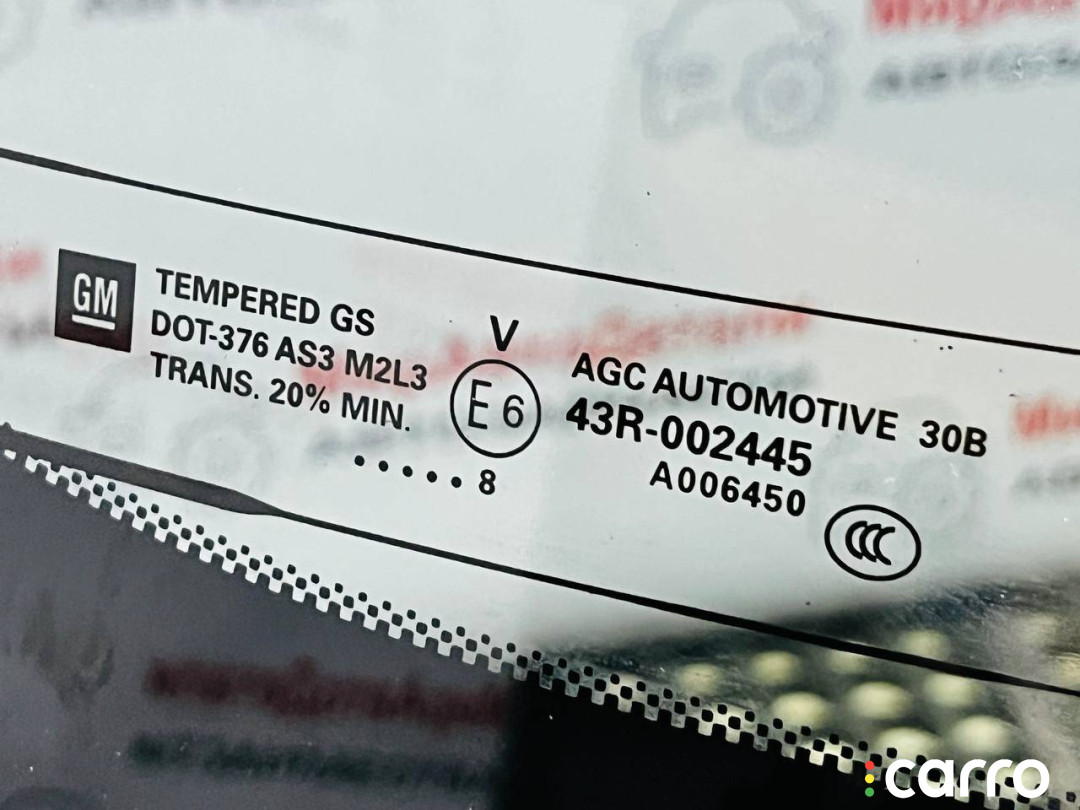 GM
TEMPERED GS
DOT-376 AS3 M2L3
TRANS. 20% MIN.
.....8
V
E6
AGC AUTOMOTIVE 30B
43R-002445
A006450
CCC
carro